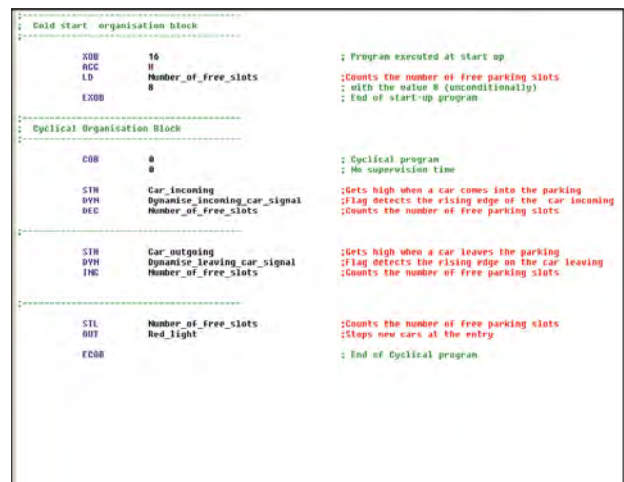 ;-----------------------------------------------
; Cold start organisation block
;-----------------------------------------------
XOB 16 ; Program executed at start up
ACC H
LD Number_of_free_slots ;Counts the number of free parking slots
8 ; with the value 8 (unconditionally)
EXOB ; End of start-up program
;-----------------------------------------------
; Cyclical Organisation Block
;-----------------------------------------------
COB 0 ; Cyclical program
0 ; No supervision time
STH Car_incoming ;Gets high when a car comes into the parking
DYN Dynamise_incoming_car_signal ;Flag detects the rising edge of the car incoming
DEC Number_of_free_slots ;Counts the number of free parking slots
;-----------------------------------------------
STH Car_outgoing ;Gets high when a car leaves the parking
DYN Dynamise_leaving_car_signal ;Flag detects the rising edge on the car leaving
INC Number_of_free_slots ;Counts the number of free parking slots
;-----------------------------------------------
STL Number_of_free_slots ;Counts the number of free parking slots
OUT Red_light ;Stops new cars at the entry
ECOB ; End of Cyclical program